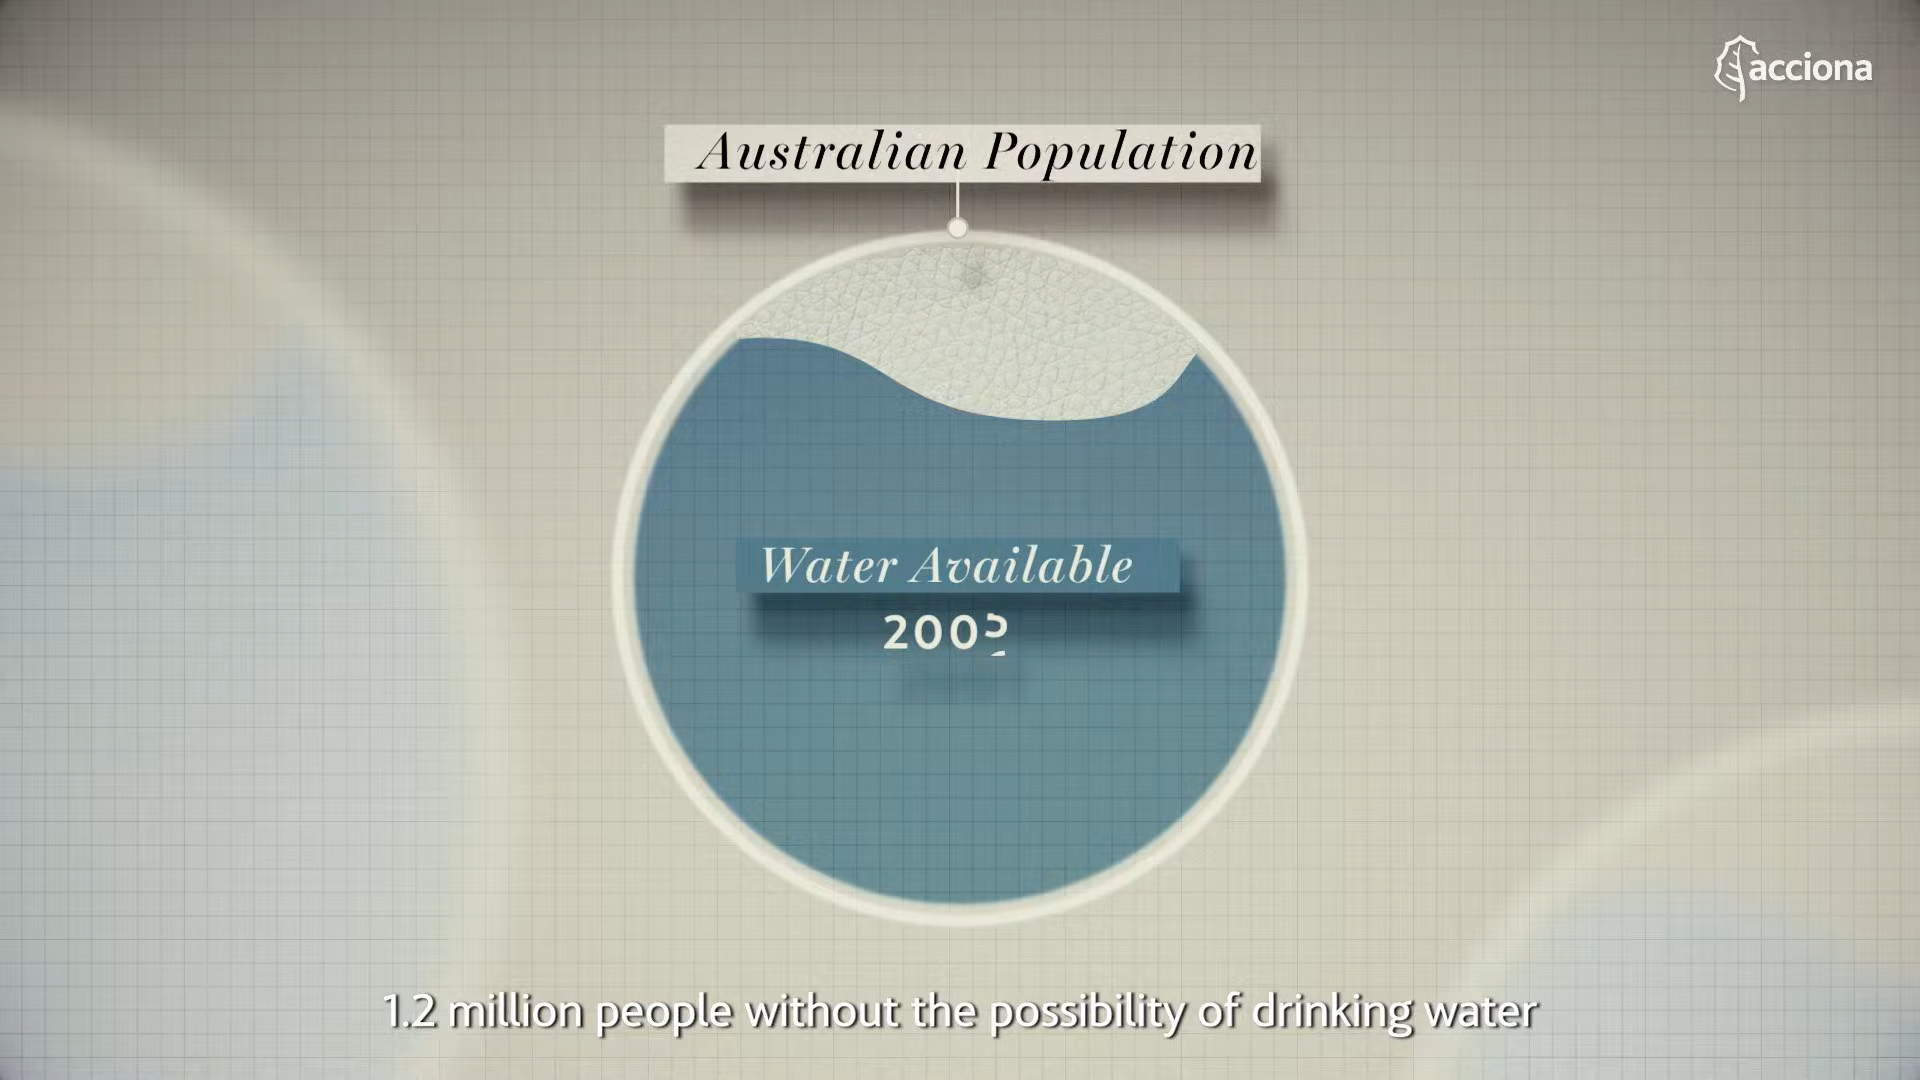 acciona
Australian Population
Water Available
1.2 million people without the possibility of drinking water